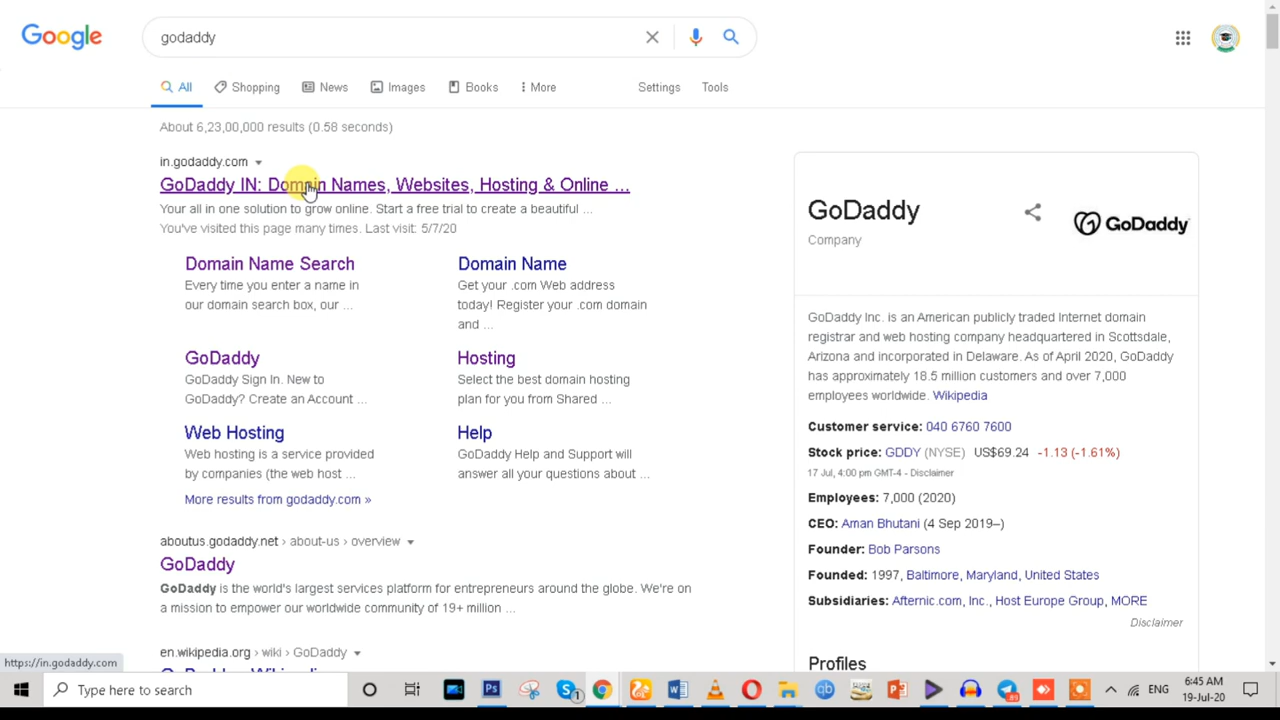 Google
godaddy
All
Shopping
News
Images
Books
More
Settings
Tools
About 6,23,00,000 results (0.58 seconds)
in.godaddy.com
GoDaddy IN: Domain Names, Websites, Hosting & Online ...
Your all in one solution to grow online. Start a free trial to create a beautiful ...
You've visited this page many times. Last visit: 5/7/20
Domain Name Search
Every time you enter a name in
our domain search box, our ...
Domain Name
Get your .com Web address
today! Register your .com domain
and ...
GoDaddy
GoDaddy Sign In. New to
GoDaddy? Create an Account ...
Hosting
Select the best domain hosting
plan for you from Shared ...
Web Hosting
Web hosting is a service provided
by companies (the web host ...
Help
GoDaddy Help and Support will
answer all your questions about ...
More results from godaddy.com »
aboutus.godaddy.net › about-us › overview
GoDaddy
GoDaddy is the world's largest services platform for entrepreneurs around the globe. We're on
a mission to empower our worldwide community of 19+ million ...
en.wikipedia.org › wiki › GoDaddy
GoDaddy - Wikipedia
GoDaddy
Company
GoDaddy
GoDaddy Inc. is an American publicly traded Internet domain
registrar and web hosting company headquartered in Scottsdale,
Arizona and incorporated in Delaware. As of April 2020, GoDaddy
has approximately 18.5 million customers and over 7,000
employees worldwide. Wikipedia
Customer service: 040 6760 7600
Stock price: GDDY (NYSE) US$69.24 -1.13 (-1.61%)
17 Jul, 4:00 pm GMT-4 - Disclaimer
Employees: 7,000 (2020)
CEO: Aman Bhutani (4 Sep 2019–)
Founder: Bob Parsons
Founded: 1997, Baltimore, Maryland, United States
Subsidiaries: Afternic.com, Inc., Host Europe Group, MORE
Disclaimer
Profiles
https://in.godaddy.com
Type here to search
ENG
6:45 AM
19-Jul-20